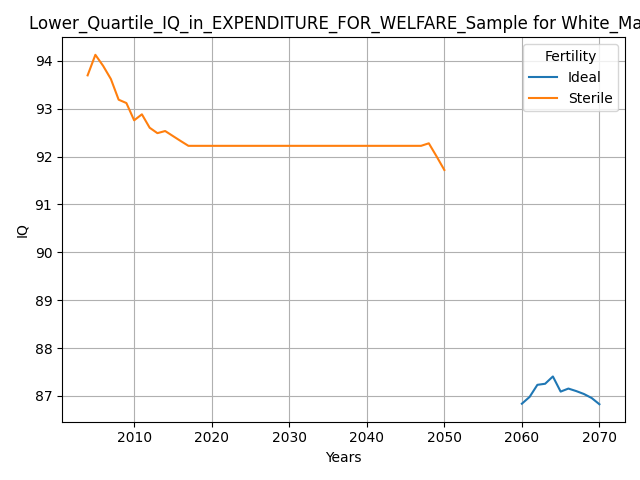 Lower_Quartile_IQ_in_EXPENDITURE_FOR_WELFARE_Sample for White_Ma
Fertility
Ideal
Sterile
94
93
92
91
90
89
88
87
IQ
2010 2020 2030 2040 2050 2060 2070
Years